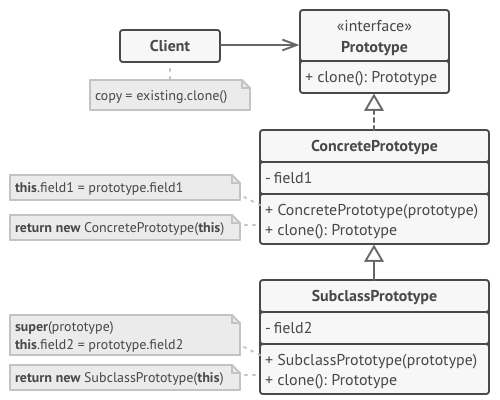 «interface»
Client
Prototype
+ clone(): Prototype
copy = existing.clone()
ConcretePrototype
- field1
this.field1 = prototype.field1
+ ConcretePrototype(prototype)
return new ConcretePrototype(this)
+ clone(): Prototype
SubclassPrototype
- field2
super(prototype)
this.field2 = prototype.field2
+ SubclassPrototype(prototype)
return new SubclassPrototype(this)
+ clone(): Prototype